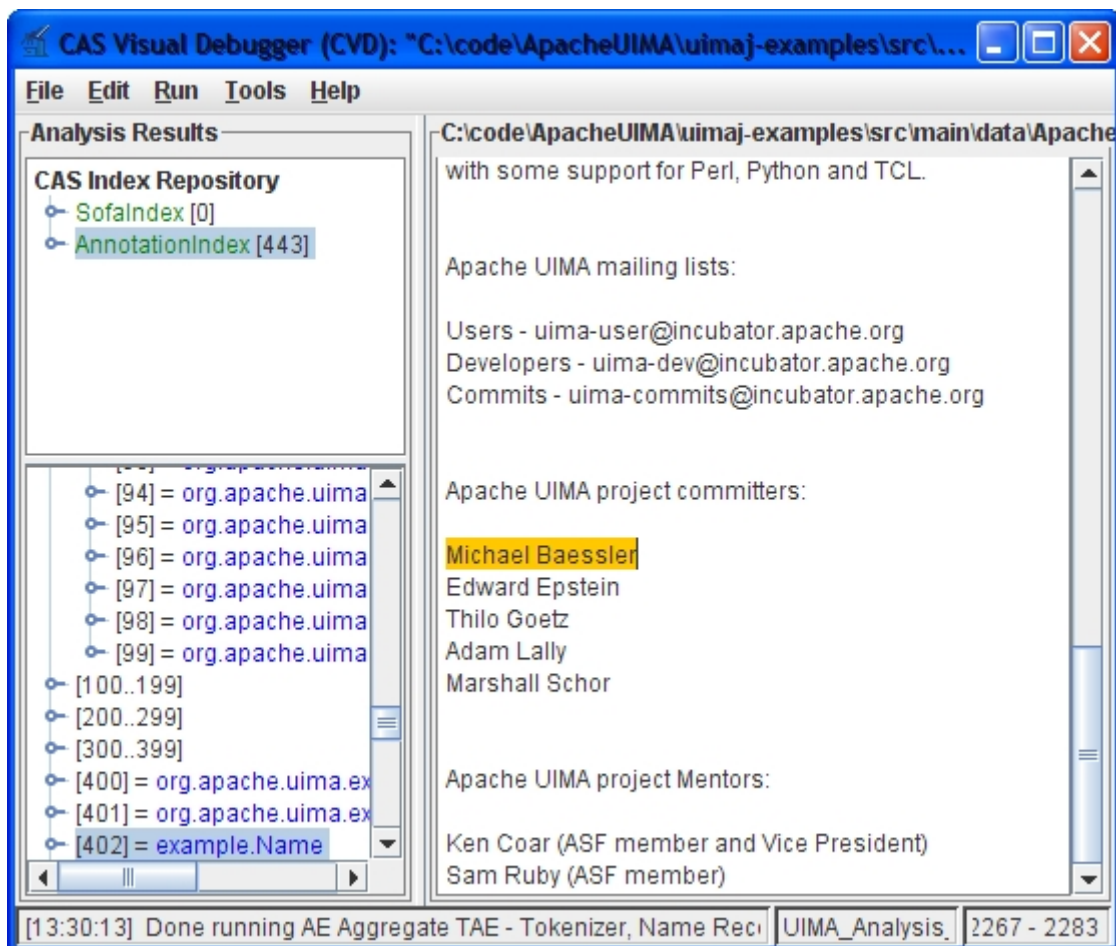 CAS Visual Debugger (CVD): "C:\code\ApacheUIMA\uimaj-examples\src\...
File Edit Run Tools Help
Analysis Results
CAS Index Repository
SofaIndex [0]
AnnotationIndex [443]
[94] = org.apache.uima
[95] = org.apache.uima
[96] = org.apache.uima
[97] = org.apache.uima
[98] = org.apache.uima
[99] = org.apache.uima
[100..199]
[200..299]
[300..399]
[400] = org.apache.uima.ex
[401] = org.apache.uima.ex
[402] = example.Name
C:\code\ApacheUIMA\uimaj-examples\src\main\data\Apache
with some support for Perl, Python and TCL.
Apache UIMA mailing lists:
Users - uima-user@incubator.apache.org
Developers - uima-dev@incubator.apache.org
Commits - uima-commits@incubator.apache.org
Apache UIMA project committers:
Michael Baessler
Edward Epstein
Thilo Goetz
Adam Lally
Marshall Schor
Apache UIMA project Mentors:
Ken Coar (ASF member and Vice President)
Sam Ruby (ASF member)
[13:30:13] Done running AE Aggregate TAE - Tokenizer, Name Rec
UIMA_Analysis_
2267 - 2283